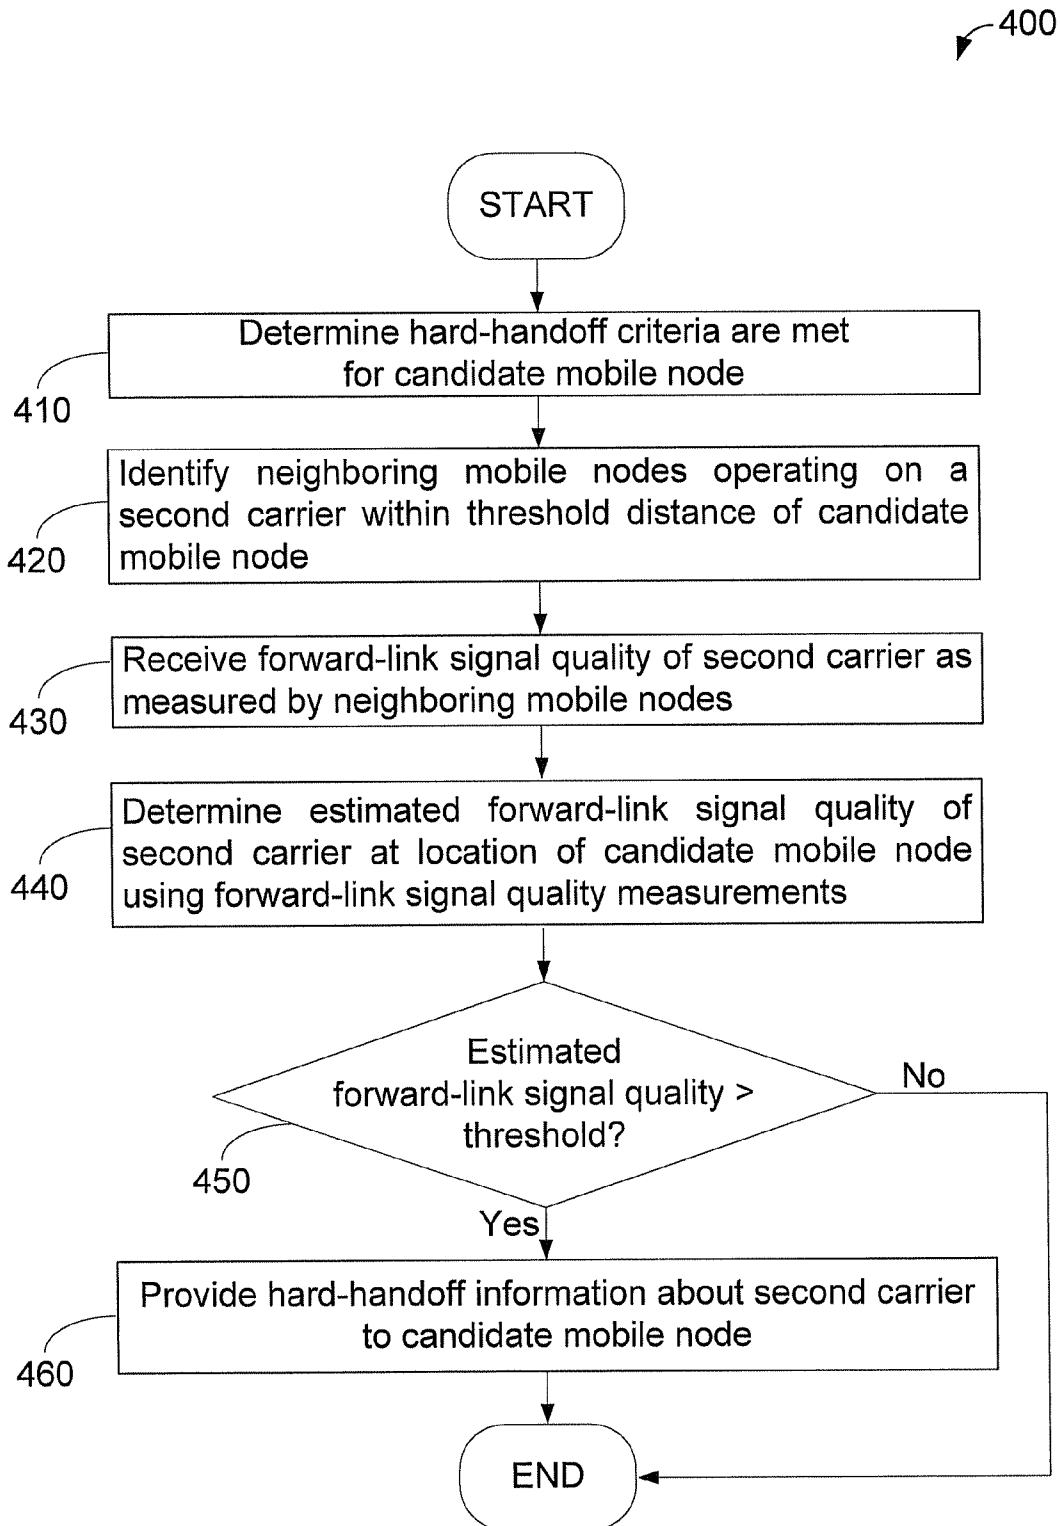 400
START
Determine hard-handoff criteria are met
for candidate mobile node
410
Identify neighboring mobile nodes operating on a
second carrier within threshold distance of candidate
mobile node
420
Receive forward-link signal quality of second carrier as
measured by neighboring mobile nodes
430
Determine estimated forward-link signal quality of
second carrier at location of candidate mobile node
using forward-link signal quality measurements
440
Estimated
forward-link signal quality >
threshold?
No
450
Yes
Provide hard-handoff information about second carrier
to candidate mobile node
460
END